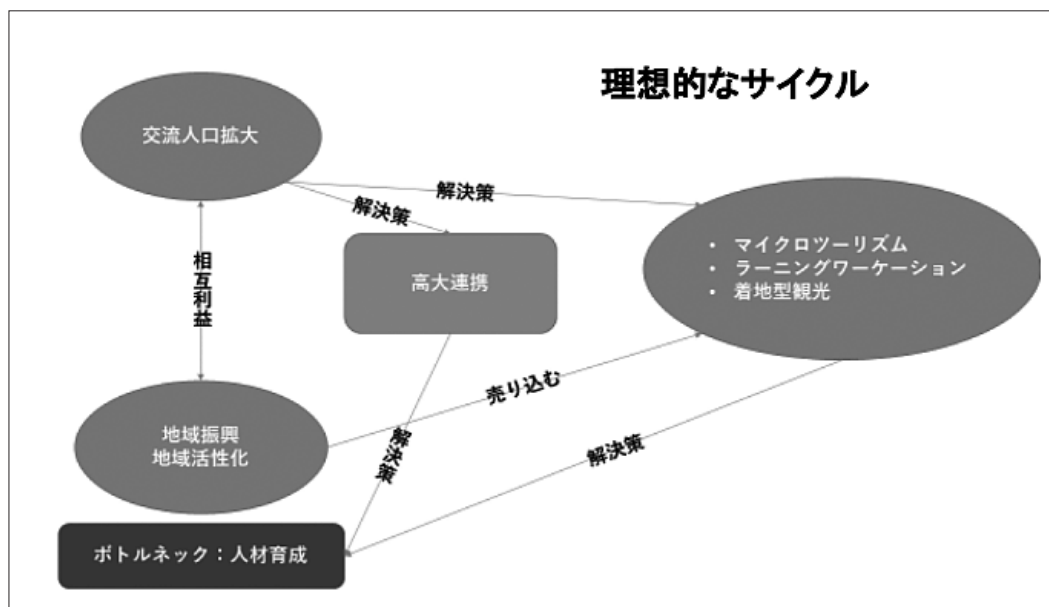 理想的なサイクル
交流人口拡大
解決策
解決策
相互利益
高大連携
• マイクロツーリズム
• ラーニングワーケーション
• 着地型観光
売り込む
地域振興
地域活性化
解決策
解決策
ボトルネック：人材育成